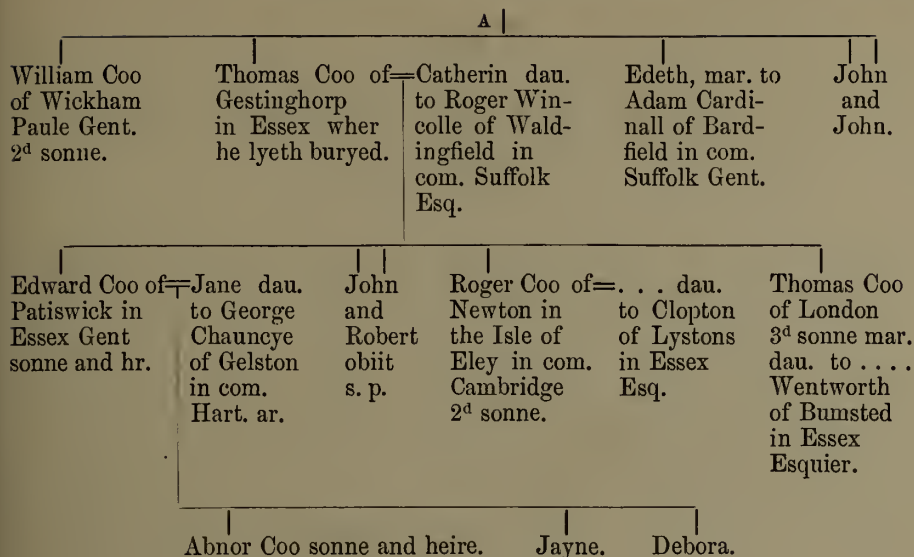 A
William Coo
of Wickham
Paule Gent.
2d sonne.
Thomas Coo of=
Gestinghorp
in Essex wher
he lyeth buryed.
Catherin dau.
to Roger Win-
colle of Wald-
ingfield in
com. Suffolk
Esq.
Edeth, mar. to
Adam Cardi-
nall of Bard-
field in com.
Suffolk Gent.
John
and
John.
Edward Coo of=
Patiswick in
Essex Gent
sonne and hr.
Jane dau.
to George
Chauncye
of Gelston
in com.
Hart. ar.
John
and
Robert
obiit
s. p.
Roger Coo of=
Newton in
the Isle of
Eley in com.
Cambridge
2d sonne.
. . . dau.
to Clopton
of Lystons
in Essex
Esq.
Thomas Coo
of London
3d sonne mar.
dau. to . . . .
Wentworth
of Bumsted
in Essex
Esquier.
Abnor Coo sonne and heire.
Jayne.
Debora.